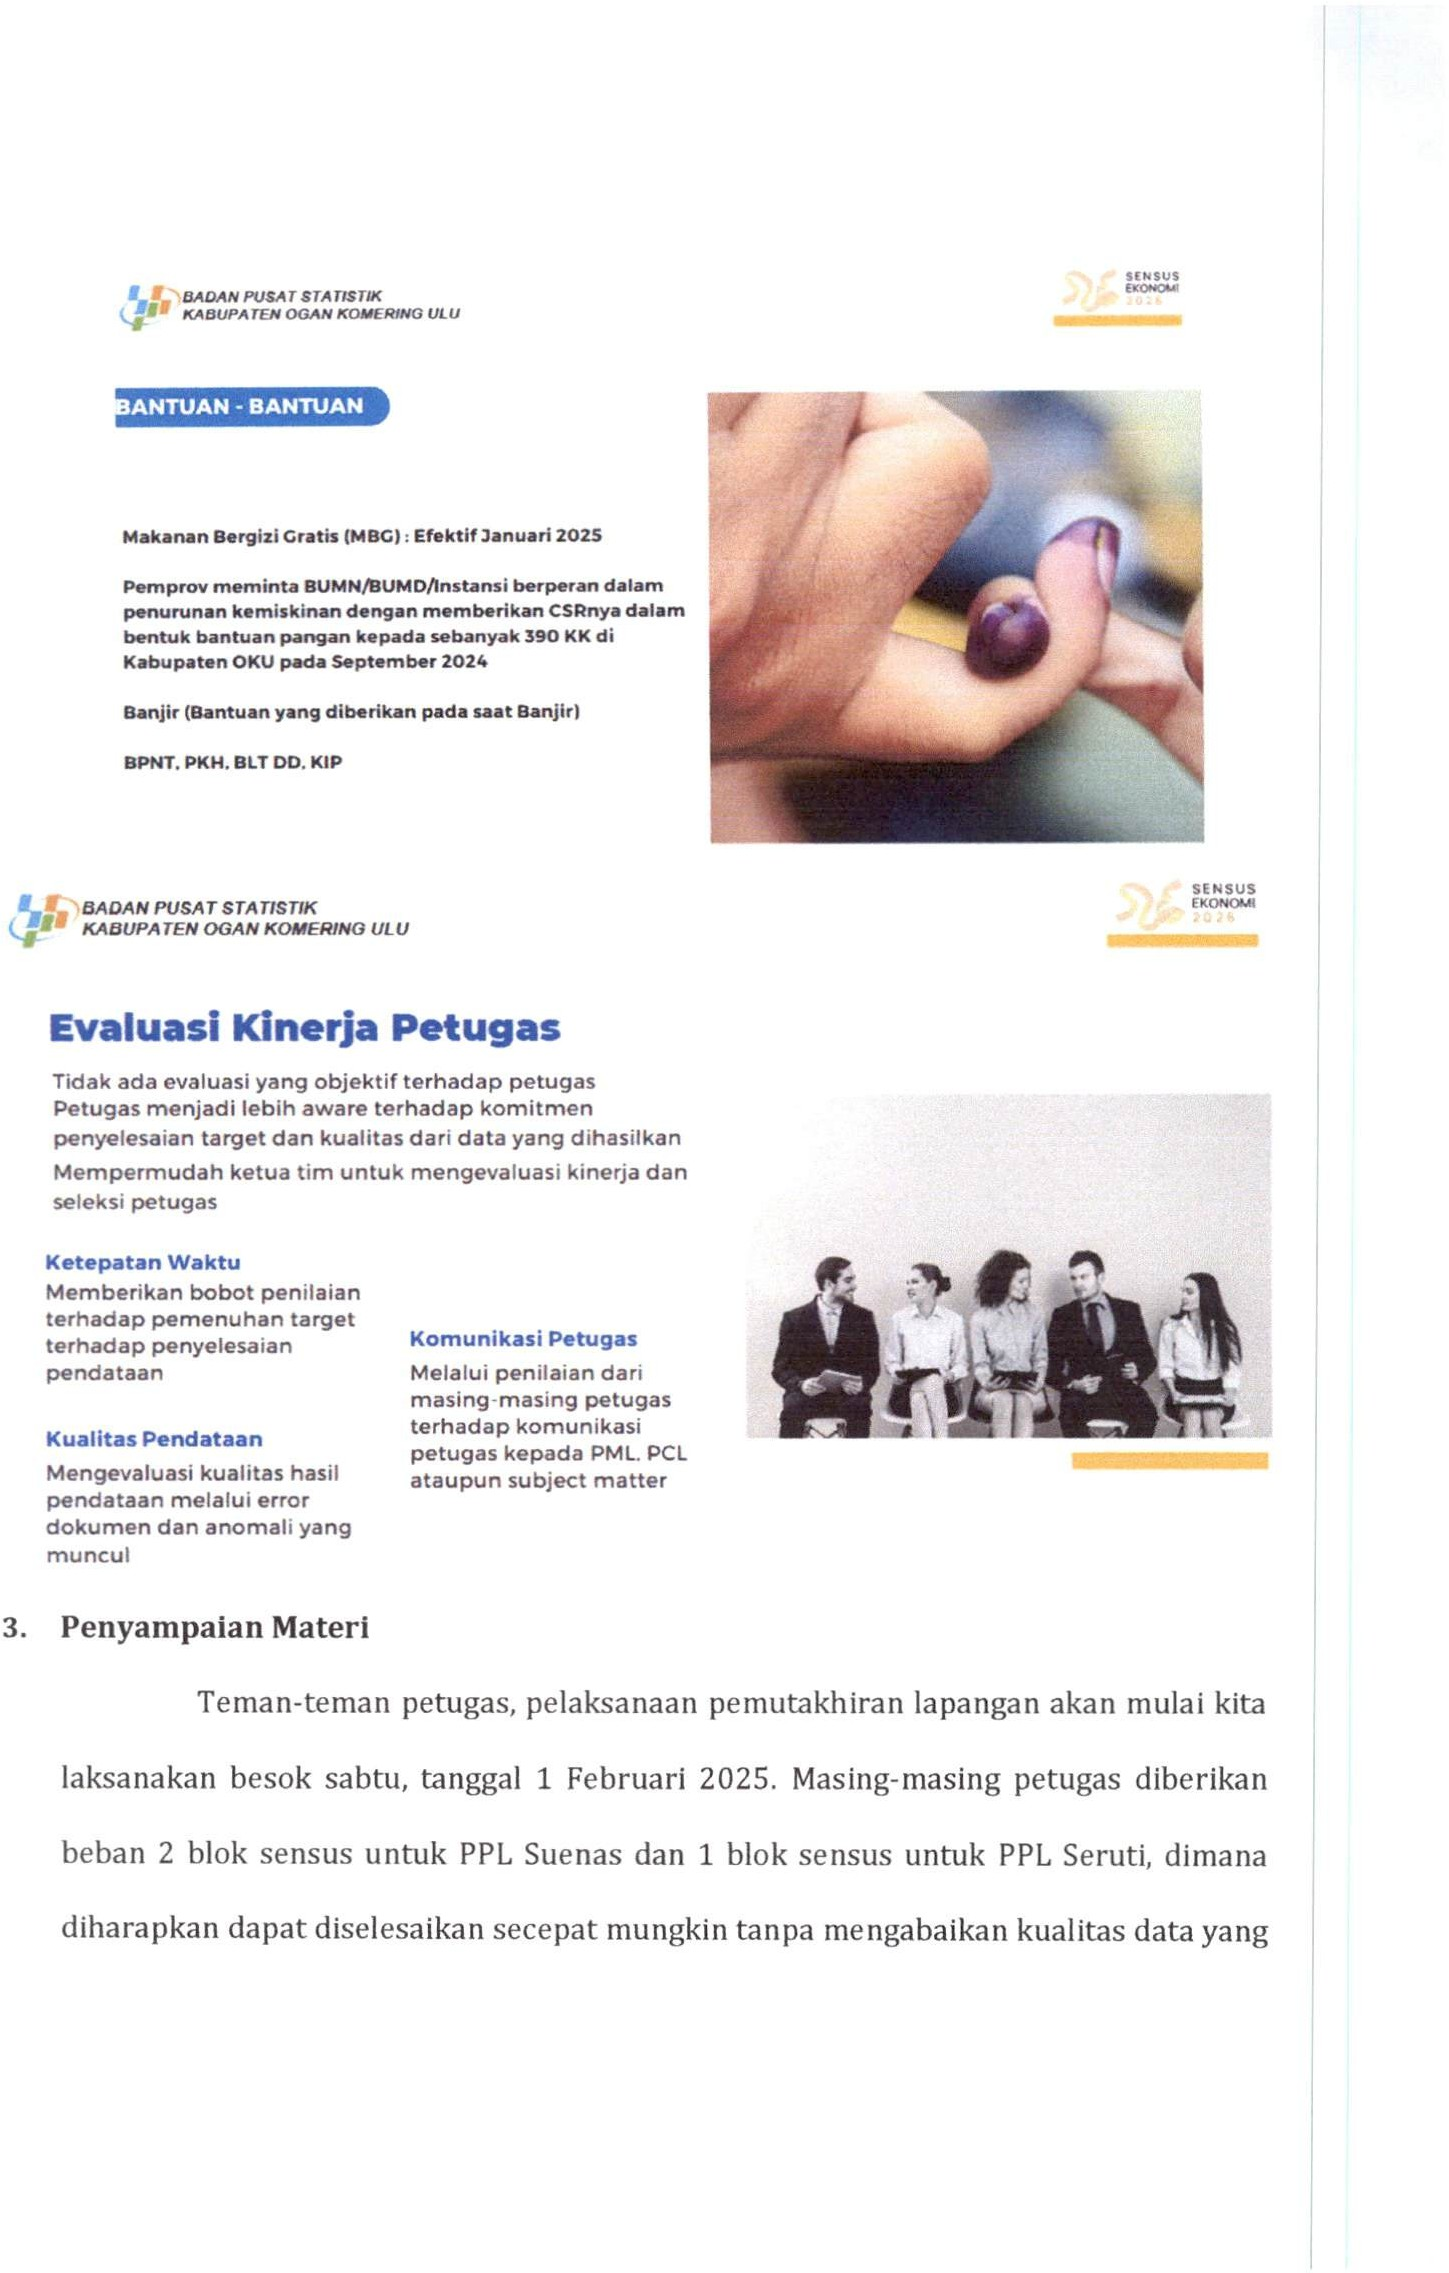 BADAN PUSAT STATISTIK
KABUPATEN OGAN KOMERING ULU
SENSUS
EKONOMI
2026
BANTUAN - BANTUAN
Makanan Bergizi Gratis (MBG) : Efektif Januari 2025
Pemprov meminta BUMN/BUMD/Instansi berperan dalam
penurunan kemiskinan dengan memberikan CSRnya dalam
bentuk bantuan pangan kepada sebanyak 390 KK di
Kabupaten OKU pada September 2024
Banjir (Bantuan yang diberikan pada saat Banjir)
BPNT, PKH, BLT DD, KIP
BADAN PUSAT STATISTIK
KABUPATEN OGAN KOMERING ULU
SENSUS
EKONOMI
2026
Evaluasi Kinerja Petugas
Tidak ada evaluasi yang objektif terhadap petugas
Petugas menjadi lebih aware terhadap komitmen
penyelesaian target dan kualitas dari data yang dihasilkan
Mempermudah ketua tim untuk mengevaluasi kinerja dan
seleksi petugas
Ketepatan Waktu
Memberikan bobot penilaian
terhadap pemenuhan target
terhadap penyelesaian
pendataan
Kualitas Pendataan
Mengevaluasi kualitas hasil
pendataan melalui error
dokumen dan anomali yang
muncul
Komunikasi Petugas
Melalui penilaian dari
masing-masing petugas
terhadap komunikasi
petugas kepada PML, PCL
ataupun subject matter
3. Penyampaian Materi
Teman-teman petugas, pelaksanaan pemutakhiran lapangan akan mulai kita
laksanakan besok sabtu, tanggal 1 Februari 2025. Masing-masing petugas diberikan
beban 2 blok sensus untuk PPL Suenas dan 1 blok sensus untuk PPL Seruti, dimana
diharapkan dapat diselesaikan secepat mungkin tanpa mengabaikan kualitas data yang